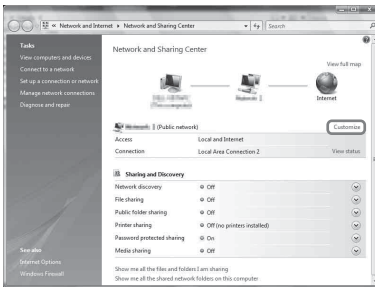 « Network and Internet ▸ Network and Sharing Center
Search
Tasks
View computers and devices
Connect to a network
Set up a connection or network
Manage network connections
Diagnose and repair
See also
Internet Options
Windows Firewall
Network and Sharing Center
View full map
Internet
(Public network)
Customize
Access Local and Internet
Connection Local Area Connection 2 View status
Sharing and Discovery
Network discovery Off
File sharing Off
Public folder sharing Off
Printer sharing Off (no printers installed)
Password protected sharing On
Media sharing Off
Show me all the files and folders I am sharing
Show me all the shared network folders on this computer